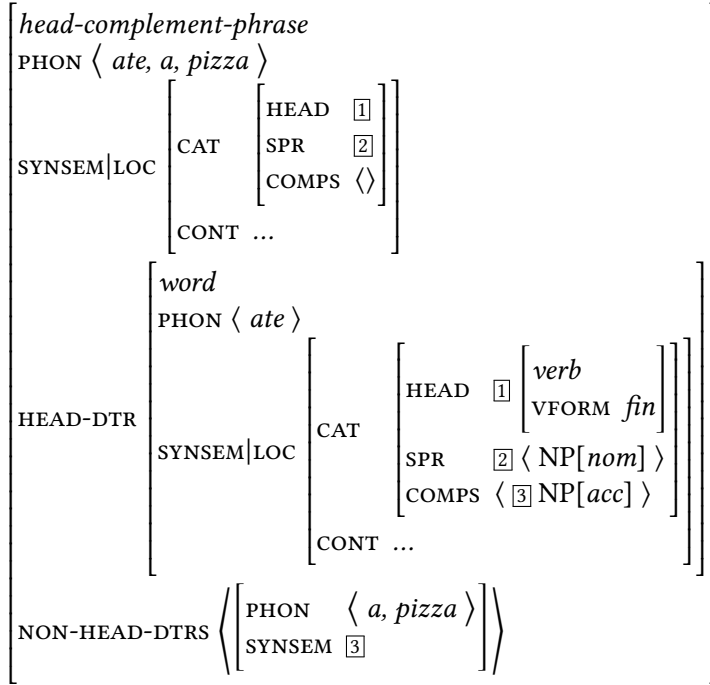 head-complement-phrase
PHON ⟨ ate, a, pizza ⟩
HEAD 1
SYNSEM|LOC CAT SPR 2
COMPS ⟨⟩
CONT ...
word
PHON ⟨ ate ⟩
HEAD 1 verb
VFORM fin
HEAD-DTR SYNSEM|LOC CAT
SPR 2 ⟨ NP[nom] ⟩
COMPS ⟨ 3 NP[acc] ⟩
CONT ...
NON-HEAD-DTRS ⟨ PHON ⟨ a, pizza ⟩
SYNSEM 3 ⟩